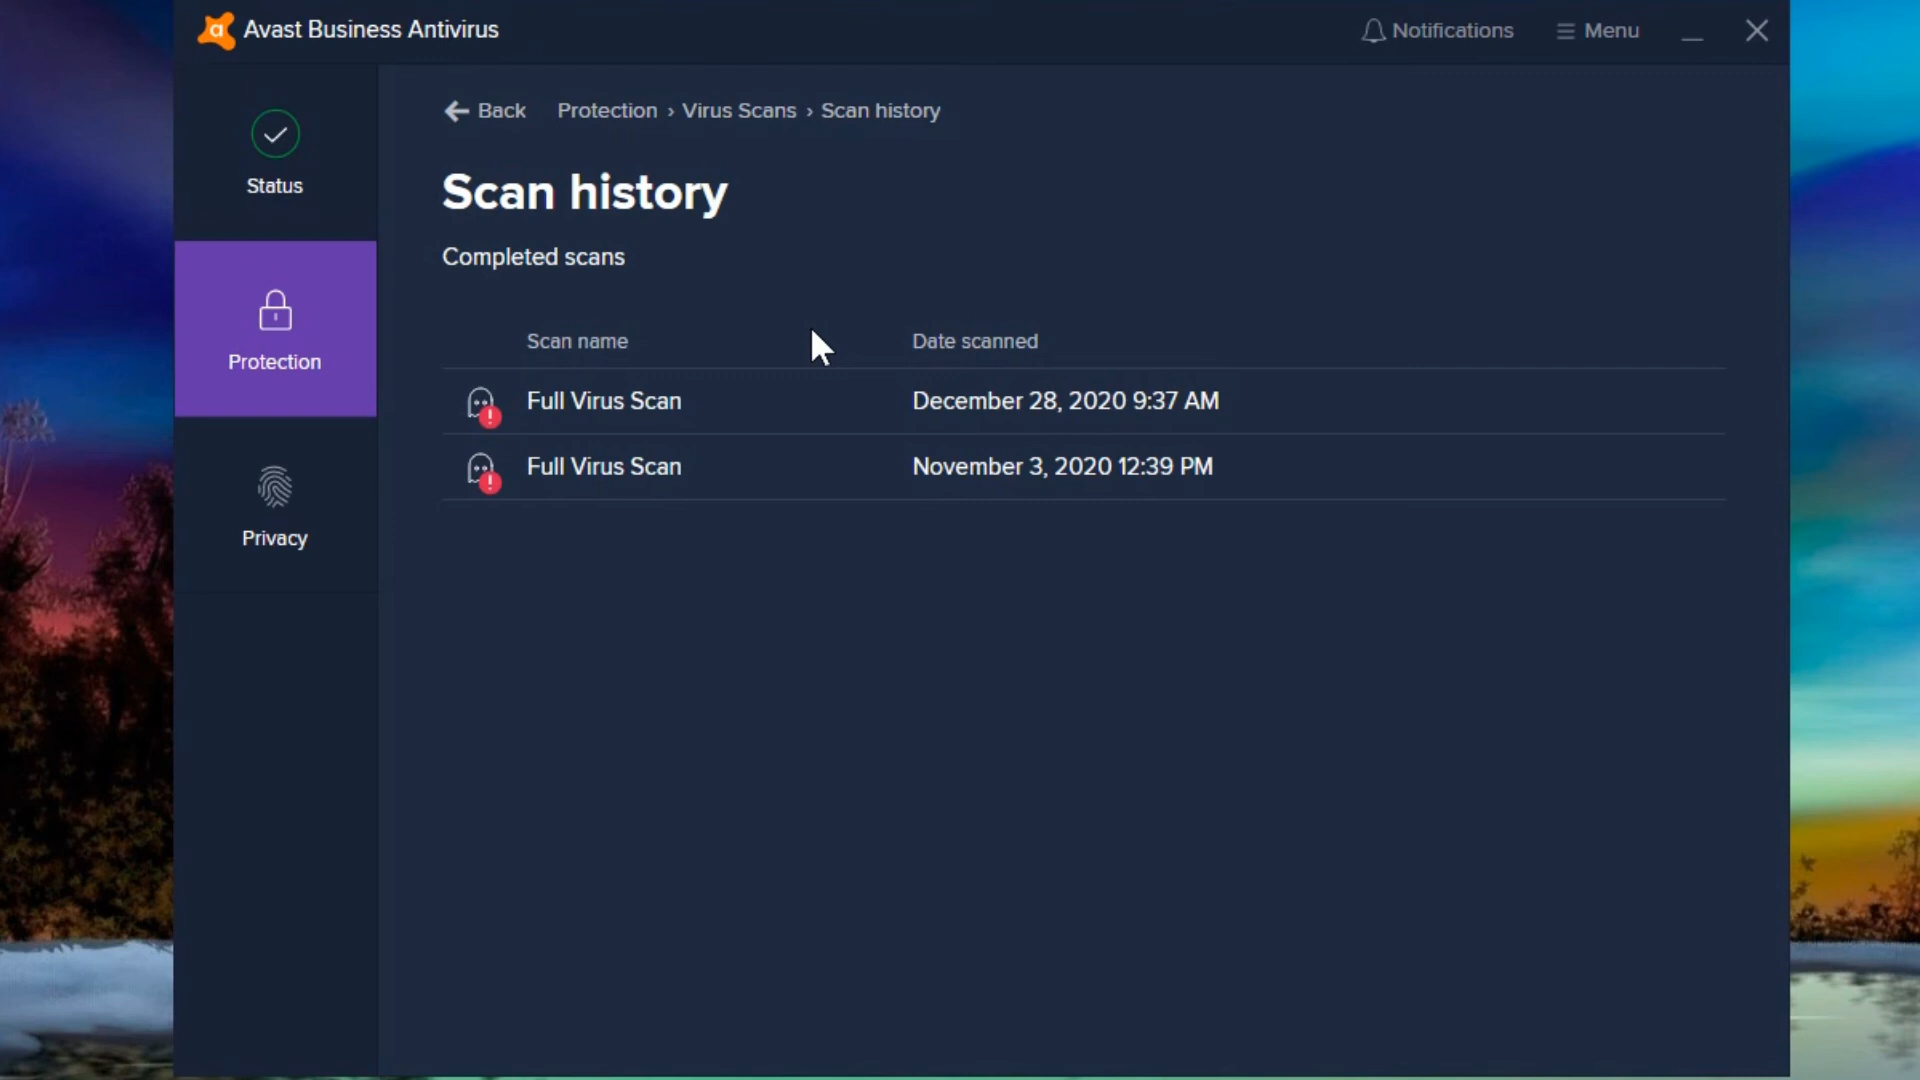 Avast Business Antivirus
Notifications
Menu
Status
Protection
Privacy
Back Protection › Virus Scans › Scan history
Scan history
Completed scans
Scan name Date scanned
Full Virus Scan December 28, 2020 9:37 AM
Full Virus Scan November 3, 2020 12:39 PM